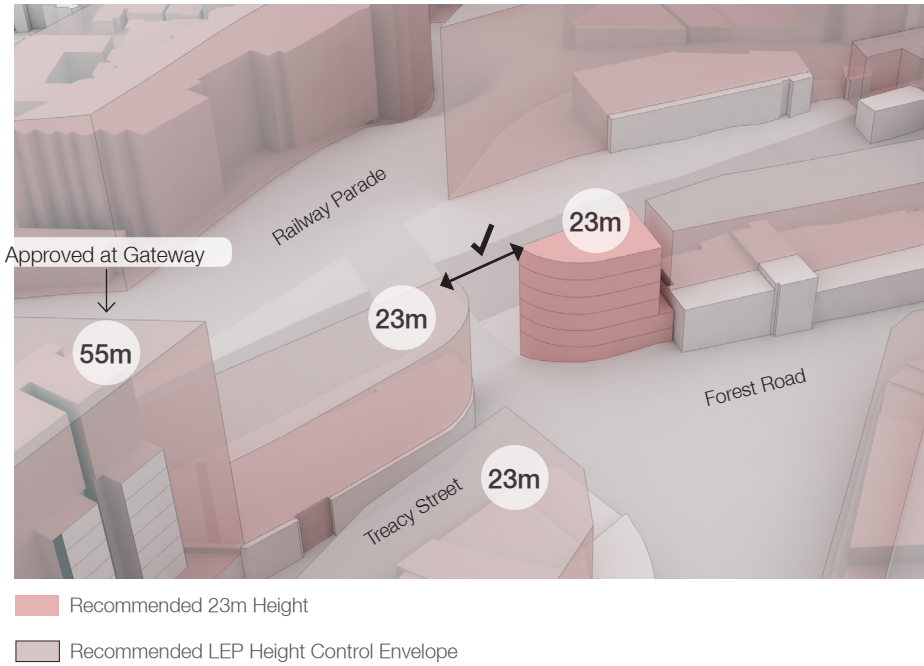 Railway Parade
23m
Approved at Gateway
23m
55m
Forest Road
23m
Treacy Street
Recommended 23m Height
Recommended LEP Height Control Envelope